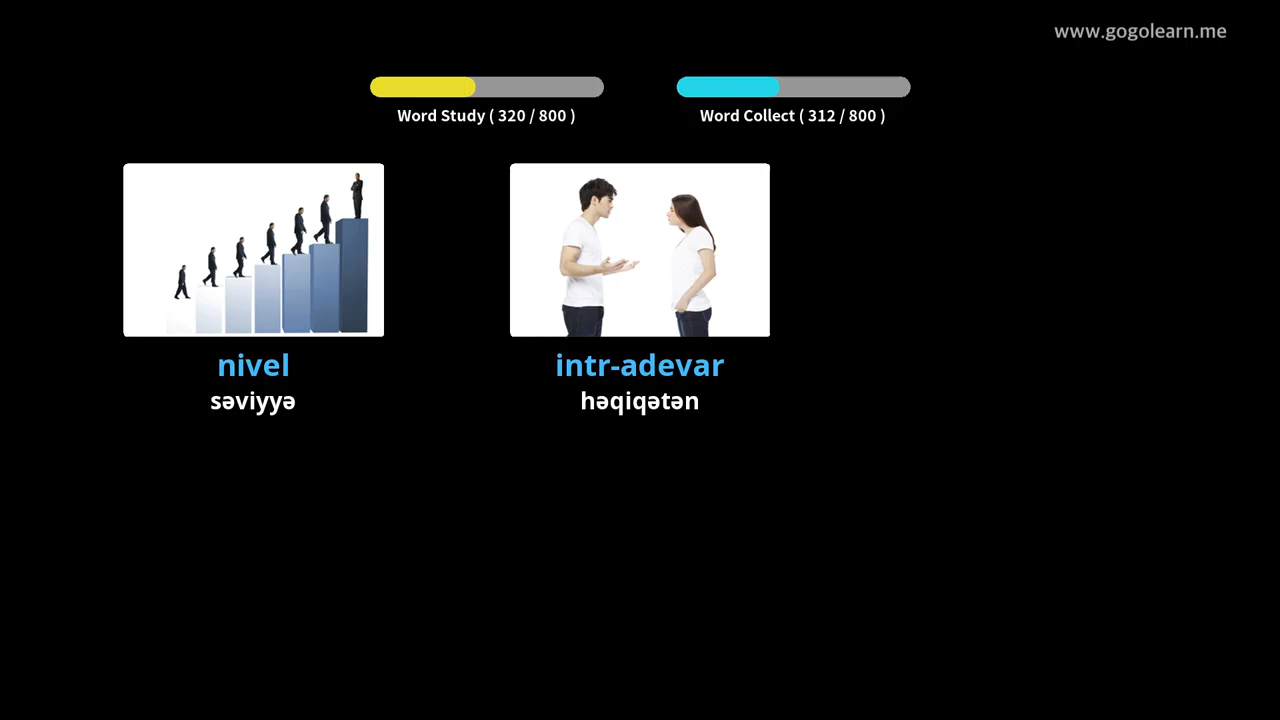 www.gogolearn.me
Word Study ( 320 / 800 )
Word Collect ( 312 / 800 )
nivel
səviyyə
intr-adevar
həqiqətən